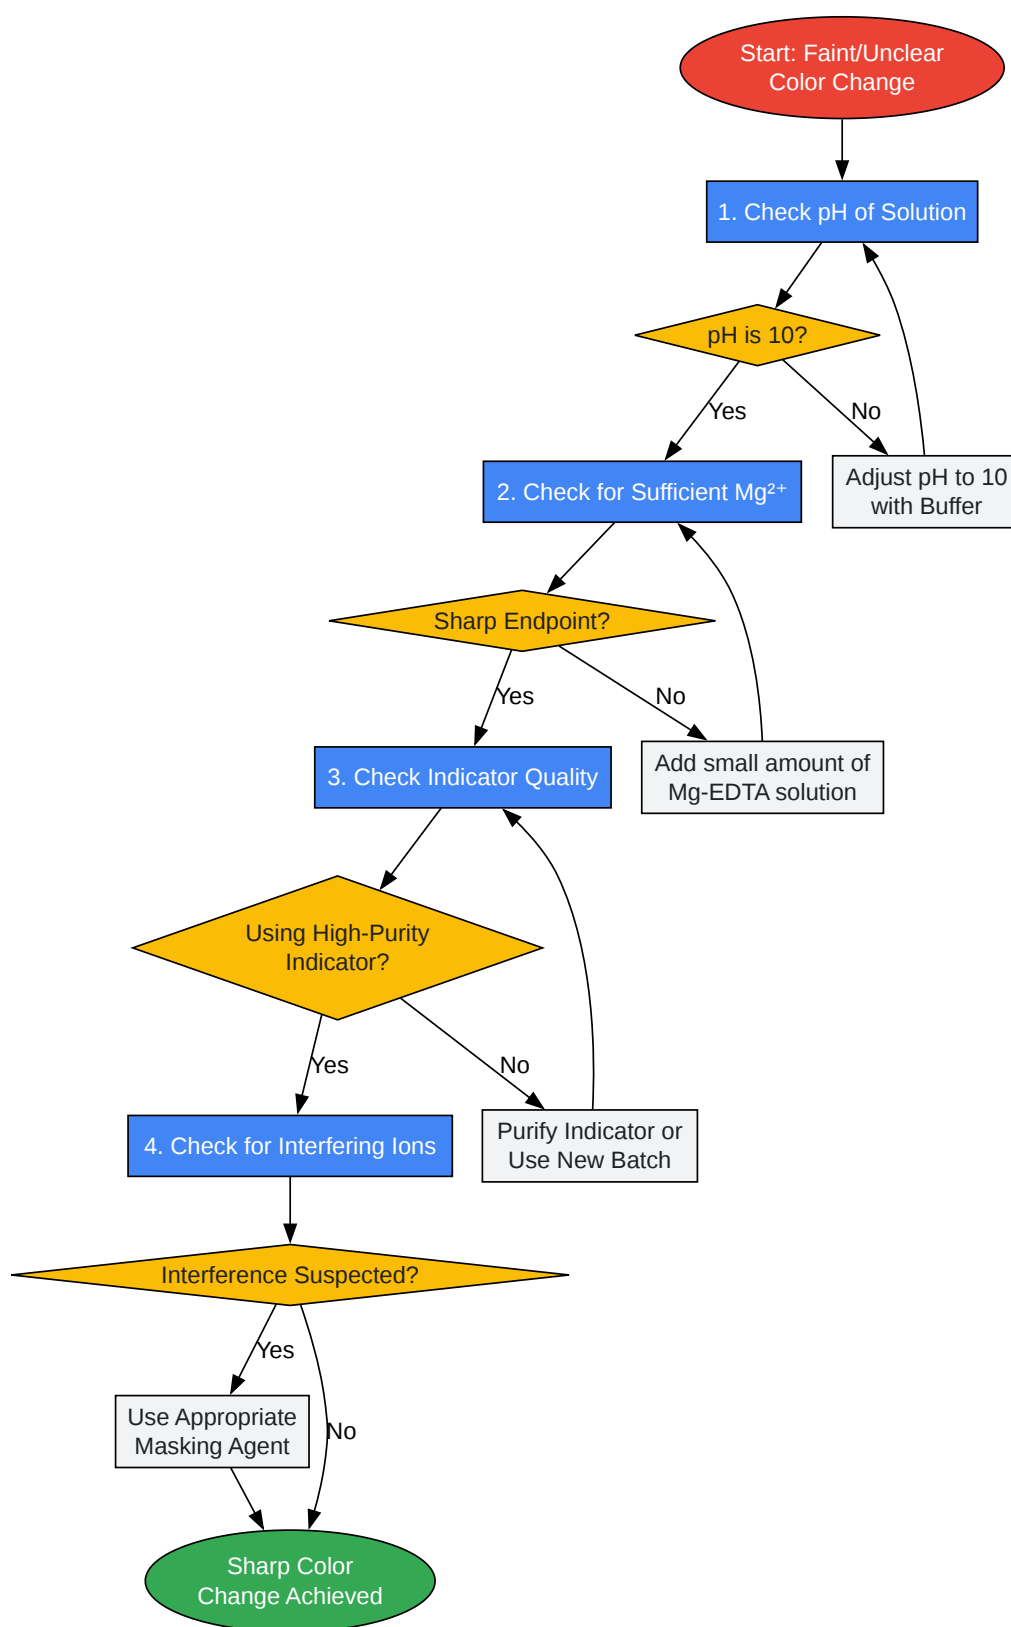 Start: Faint/Unclear
Color Change
1. Check pH of Solution
pH is 10?
Yes
No
2. Check for Sufficient Mg²⁺
Adjust pH to 10
with Buffer
Sharp Endpoint?
Yes
No
3. Check Indicator Quality
Add small amount of
Mg-EDTA solution
Using High-Purity
Indicator?
Yes
No
4. Check for Interfering Ions
Purify Indicator or
Use New Batch
Interference Suspected?
Yes
Use Appropriate
Masking Agent
No
Sharp Color
Change Achieved